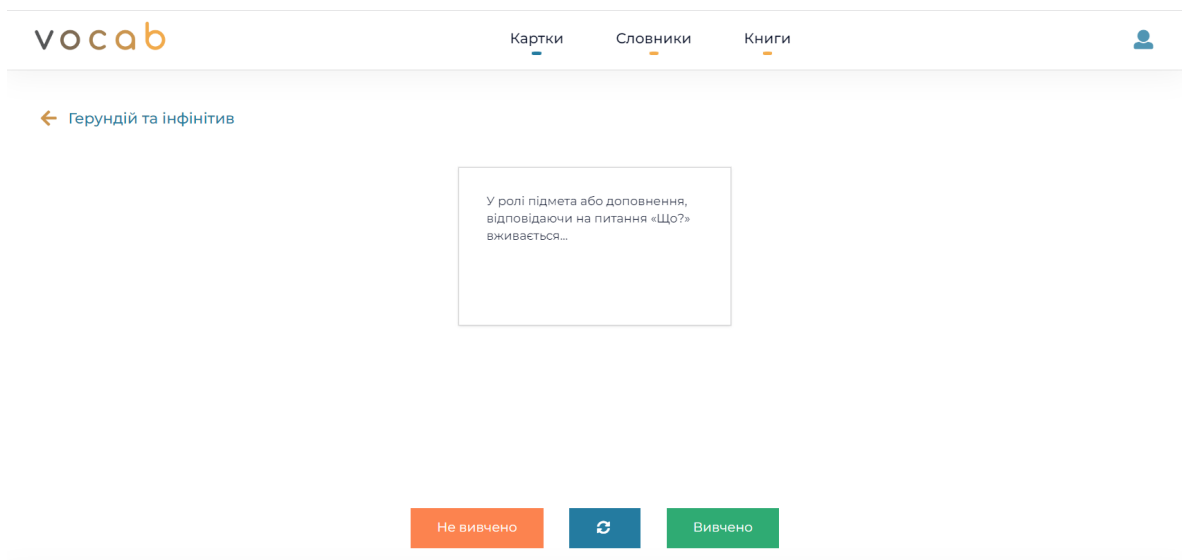 vocab
Картки Словники Книги
Герундій та інфінітив
У ролі підмета або доповнення,
відповідаючи на питання «Що?»
вживається...
Не вивчено Вивчено